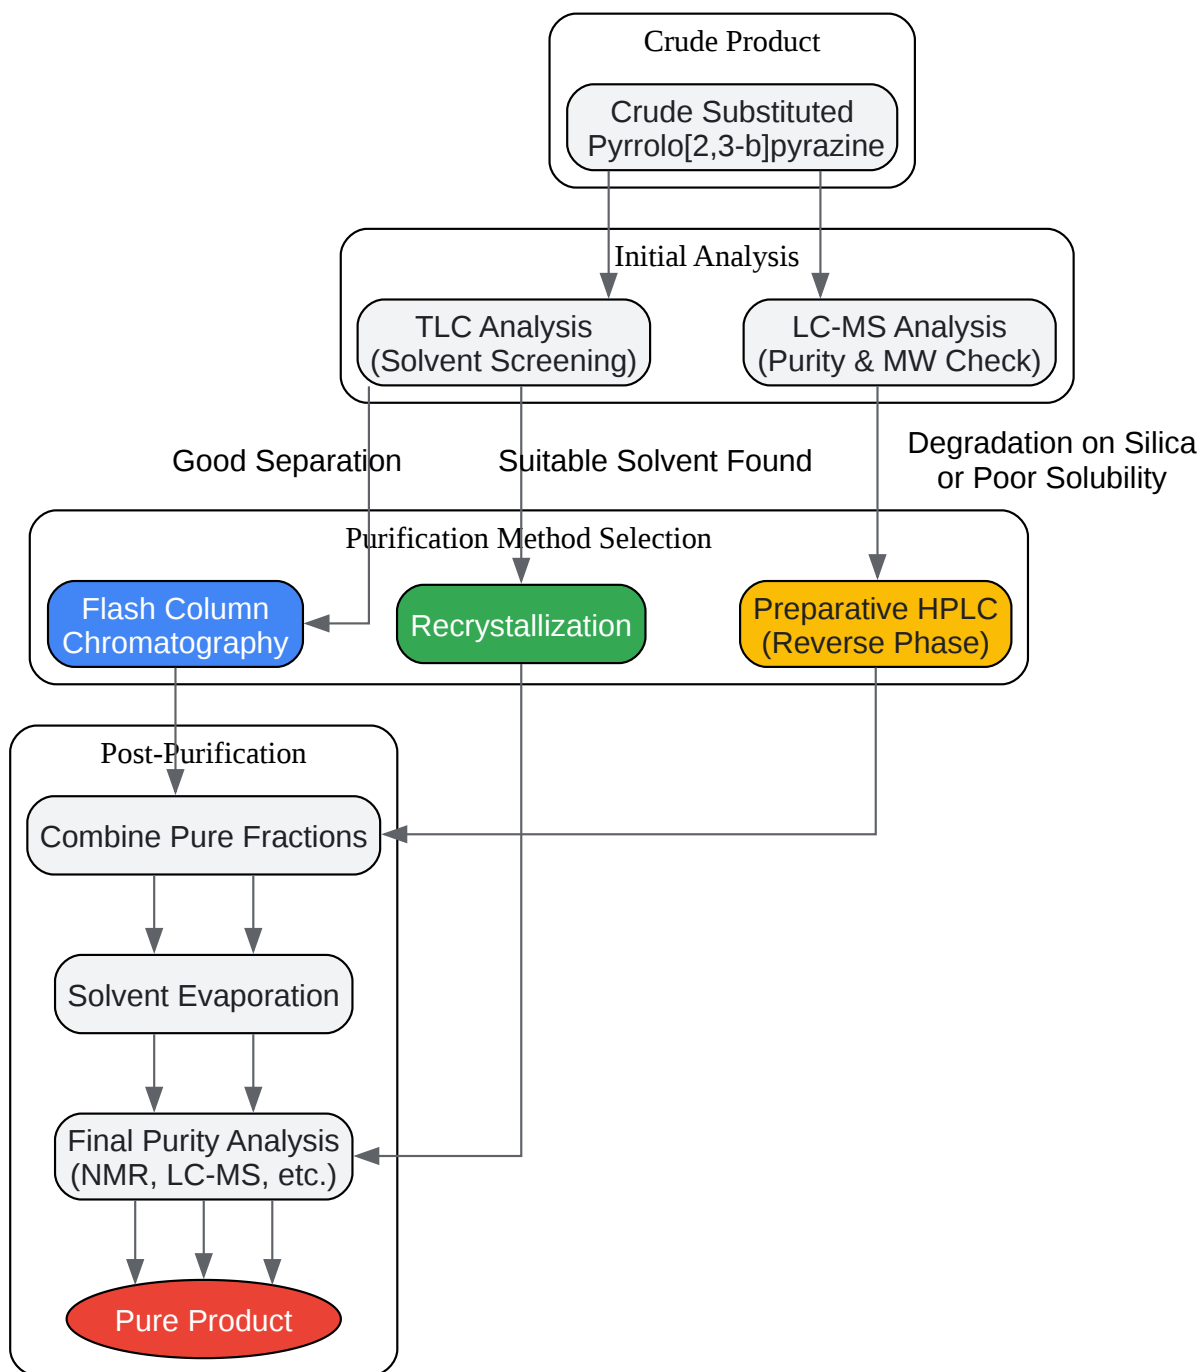 Crude Product
Crude Substituted
Pyrrolo[2,3-b]pyrazine
Initial Analysis
TLC Analysis
(Solvent Screening)
LC-MS Analysis
(Purity & MW Check)
Good Separation
Suitable Solvent Found
Degradation on Silica
or Poor Solubility
Purification Method Selection
Flash Column
Chromatography
Recrystallization
Preparative HPLC
(Reverse Phase)
Post-Purification
Combine Pure Fractions
Solvent Evaporation
Final Purity Analysis
(NMR, LC-MS, etc.)
Pure Product